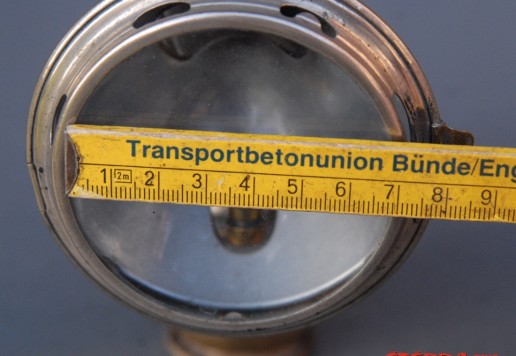 Transportbetonunion Bünde/Eng
1 2m 2 3 4 5 6 7 8 9